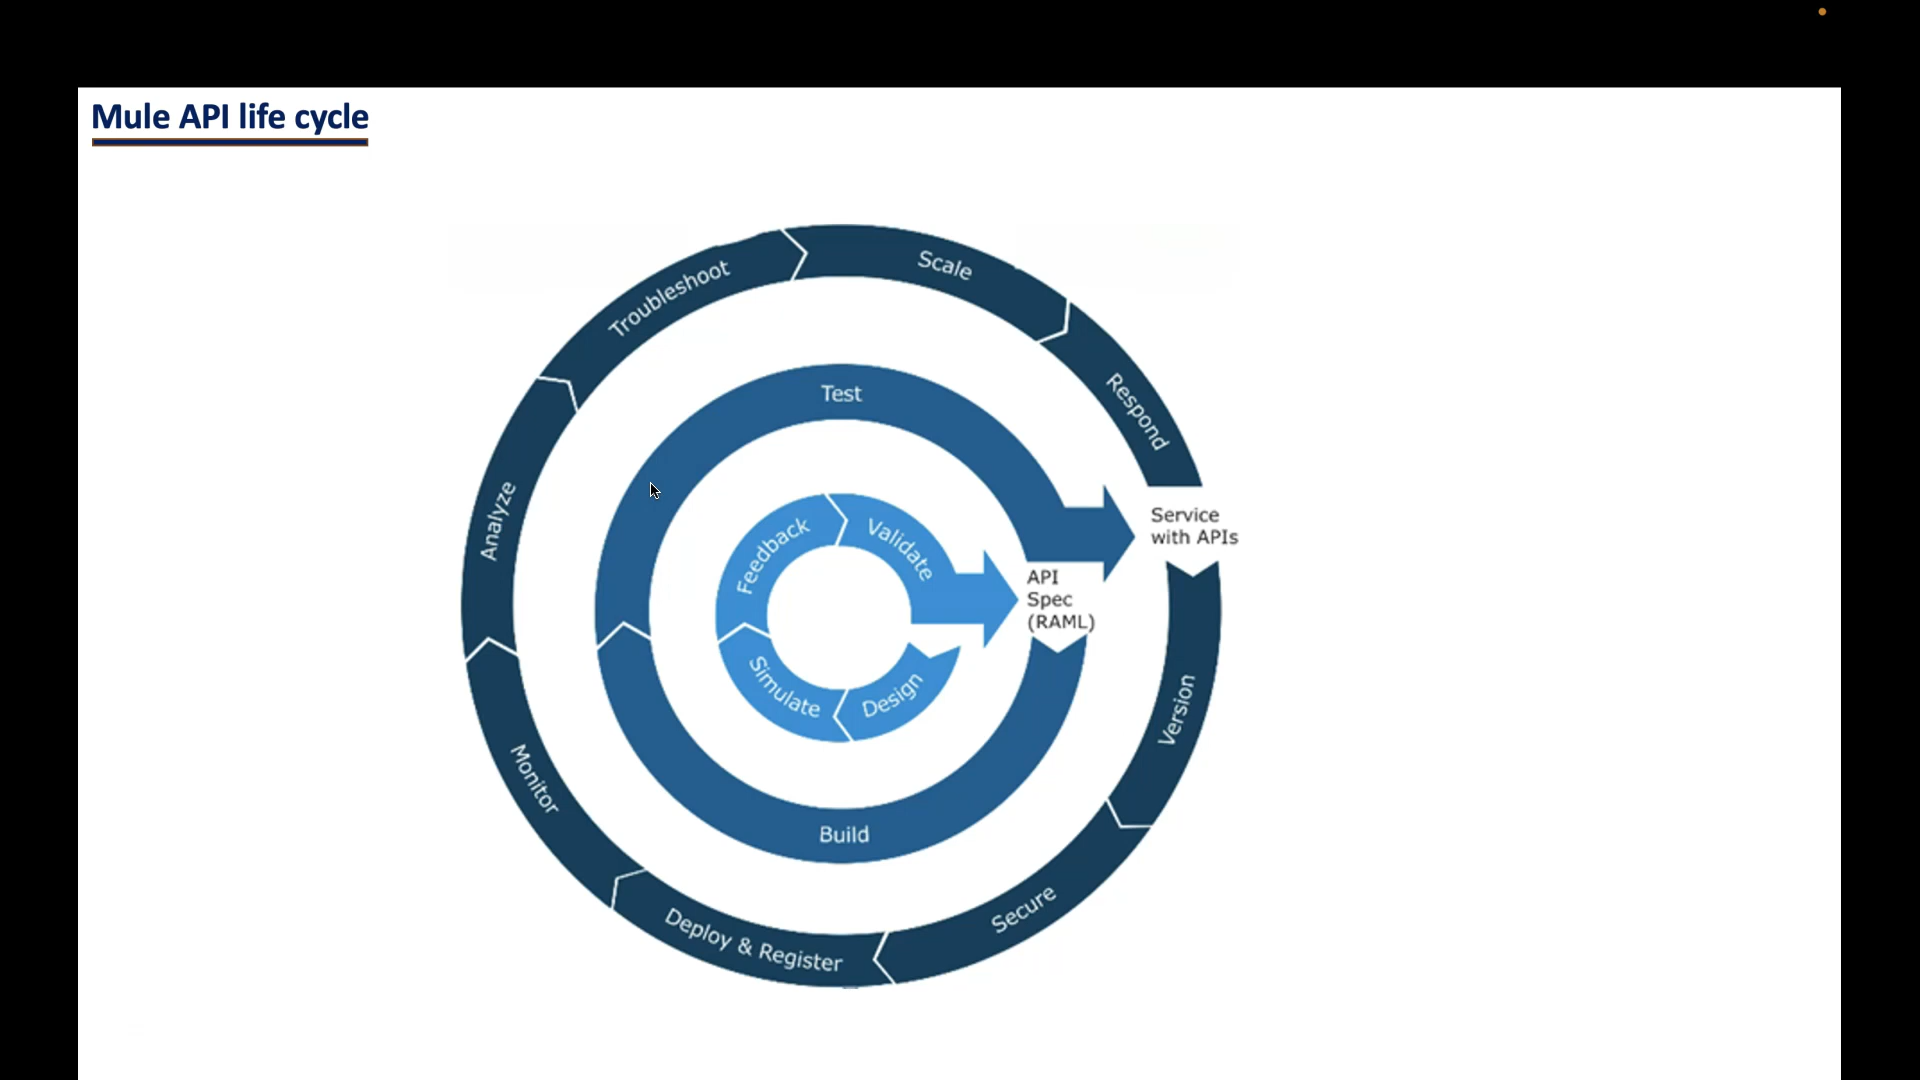 Mule API life cycle
Scale
Troubleshoot
Respond
Test
Analyze
Service
with APIs
Feedback
Validate
API
Spec
(RAML)
Simulate
Design
Version
Monitor
Build
Secure
Deploy & Register